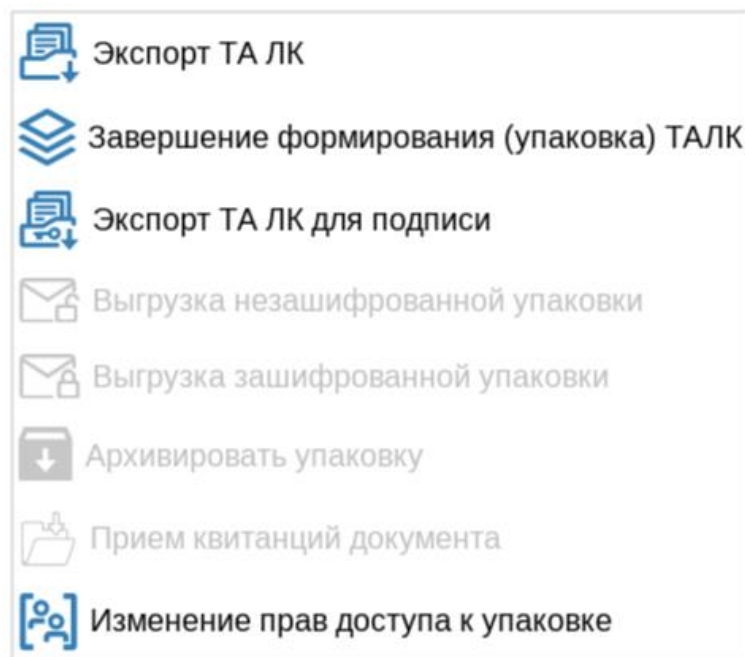 Экспорт ТА ЛК
Завершение формирования (упаковка) ТАЛК
Экспорт ТА ЛК для подписи
Выгрузка незашифрованной упаковки
Выгрузка зашифрованной упаковки
Архивировать упаковку
Прием квитанций документа
Изменение прав доступа к упаковке